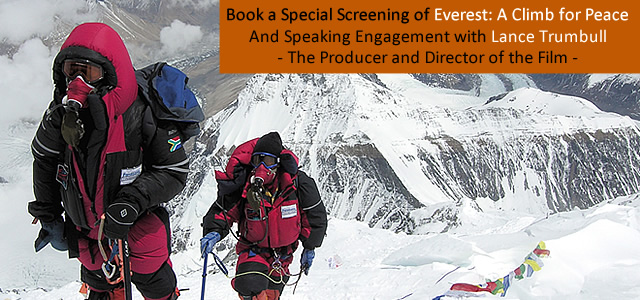 Book a Special Screening of Everest: A Climb for Peace
And Speaking Engagement with Lance Trumbull
- The Producer and Director of the Film -